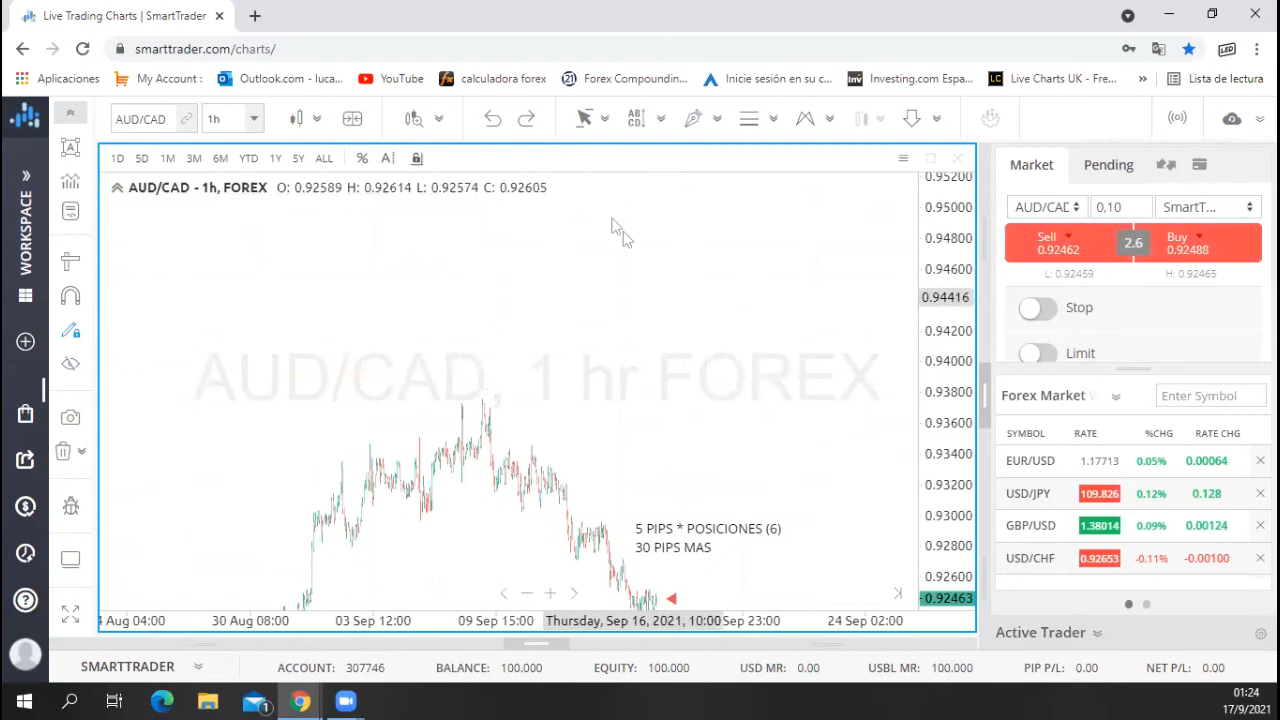 Live Trading Charts | SmartTrader
smarttrader.com/charts/
LEO
Aplicaciones
My Account :
Outlook.com - luca...
YouTube
fx calculadora forex
21 Forex Compoundin...
Inicie sesión en su c...
Inv Investing.com Espa...
LC Live Charts UK - Fre...
»
Lista de lectura
AUD/CAD
1h
AB
CD
1D 5D 1M 3M 6M YTD 1Y 5Y ALL % A
AUD/CAD - 1h, FOREX O: 0.92589 H: 0.92614 L: 0.92574 C: 0.92605
WORKSPACE
AUD/CAD, 1 hr FOREX
5 PIPS * POSICIONES (6)
30 PIPS MAS
0.95200
0.95000
0.94800
0.94600
0.94416
0.94200
0.94000
0.93800
0.93600
0.93400
0.93200
0.93000
0.92800
0.92600
0.92463
4 Aug 04:00 30 Aug 08:00 03 Sep 12:00 09 Sep 15:00 Thursday, Sep 16, 2021, 10:00 Sep 23:00 24 Sep 02:00
Market Pending
AUD/CAD 0,10 SmartT...
Sell 2.6 Buy
0.92462 0.92488
L: 0.92459 H: 0.92465
Stop
Limit
Forex Market
Enter Symbol
SYMBOL RATE %CHG RATE CHG
EUR/USD 1.17713 0.05% 0.00064
USD/JPY 109.826 0.12% 0.128
GBP/USD 1.38014 0.09% 0.00124
USD/CHF 0.92653 -0.11% -0.00100
Active Trader
SMARTTRADER ACCOUNT: 307746 BALANCE: 100.000 EQUITY: 100.000 USD MR: 0.00 USBL MR: 100.000 PIP P/L: 0.00 NET P/L: 0.00
1
01:24
17/9/2021